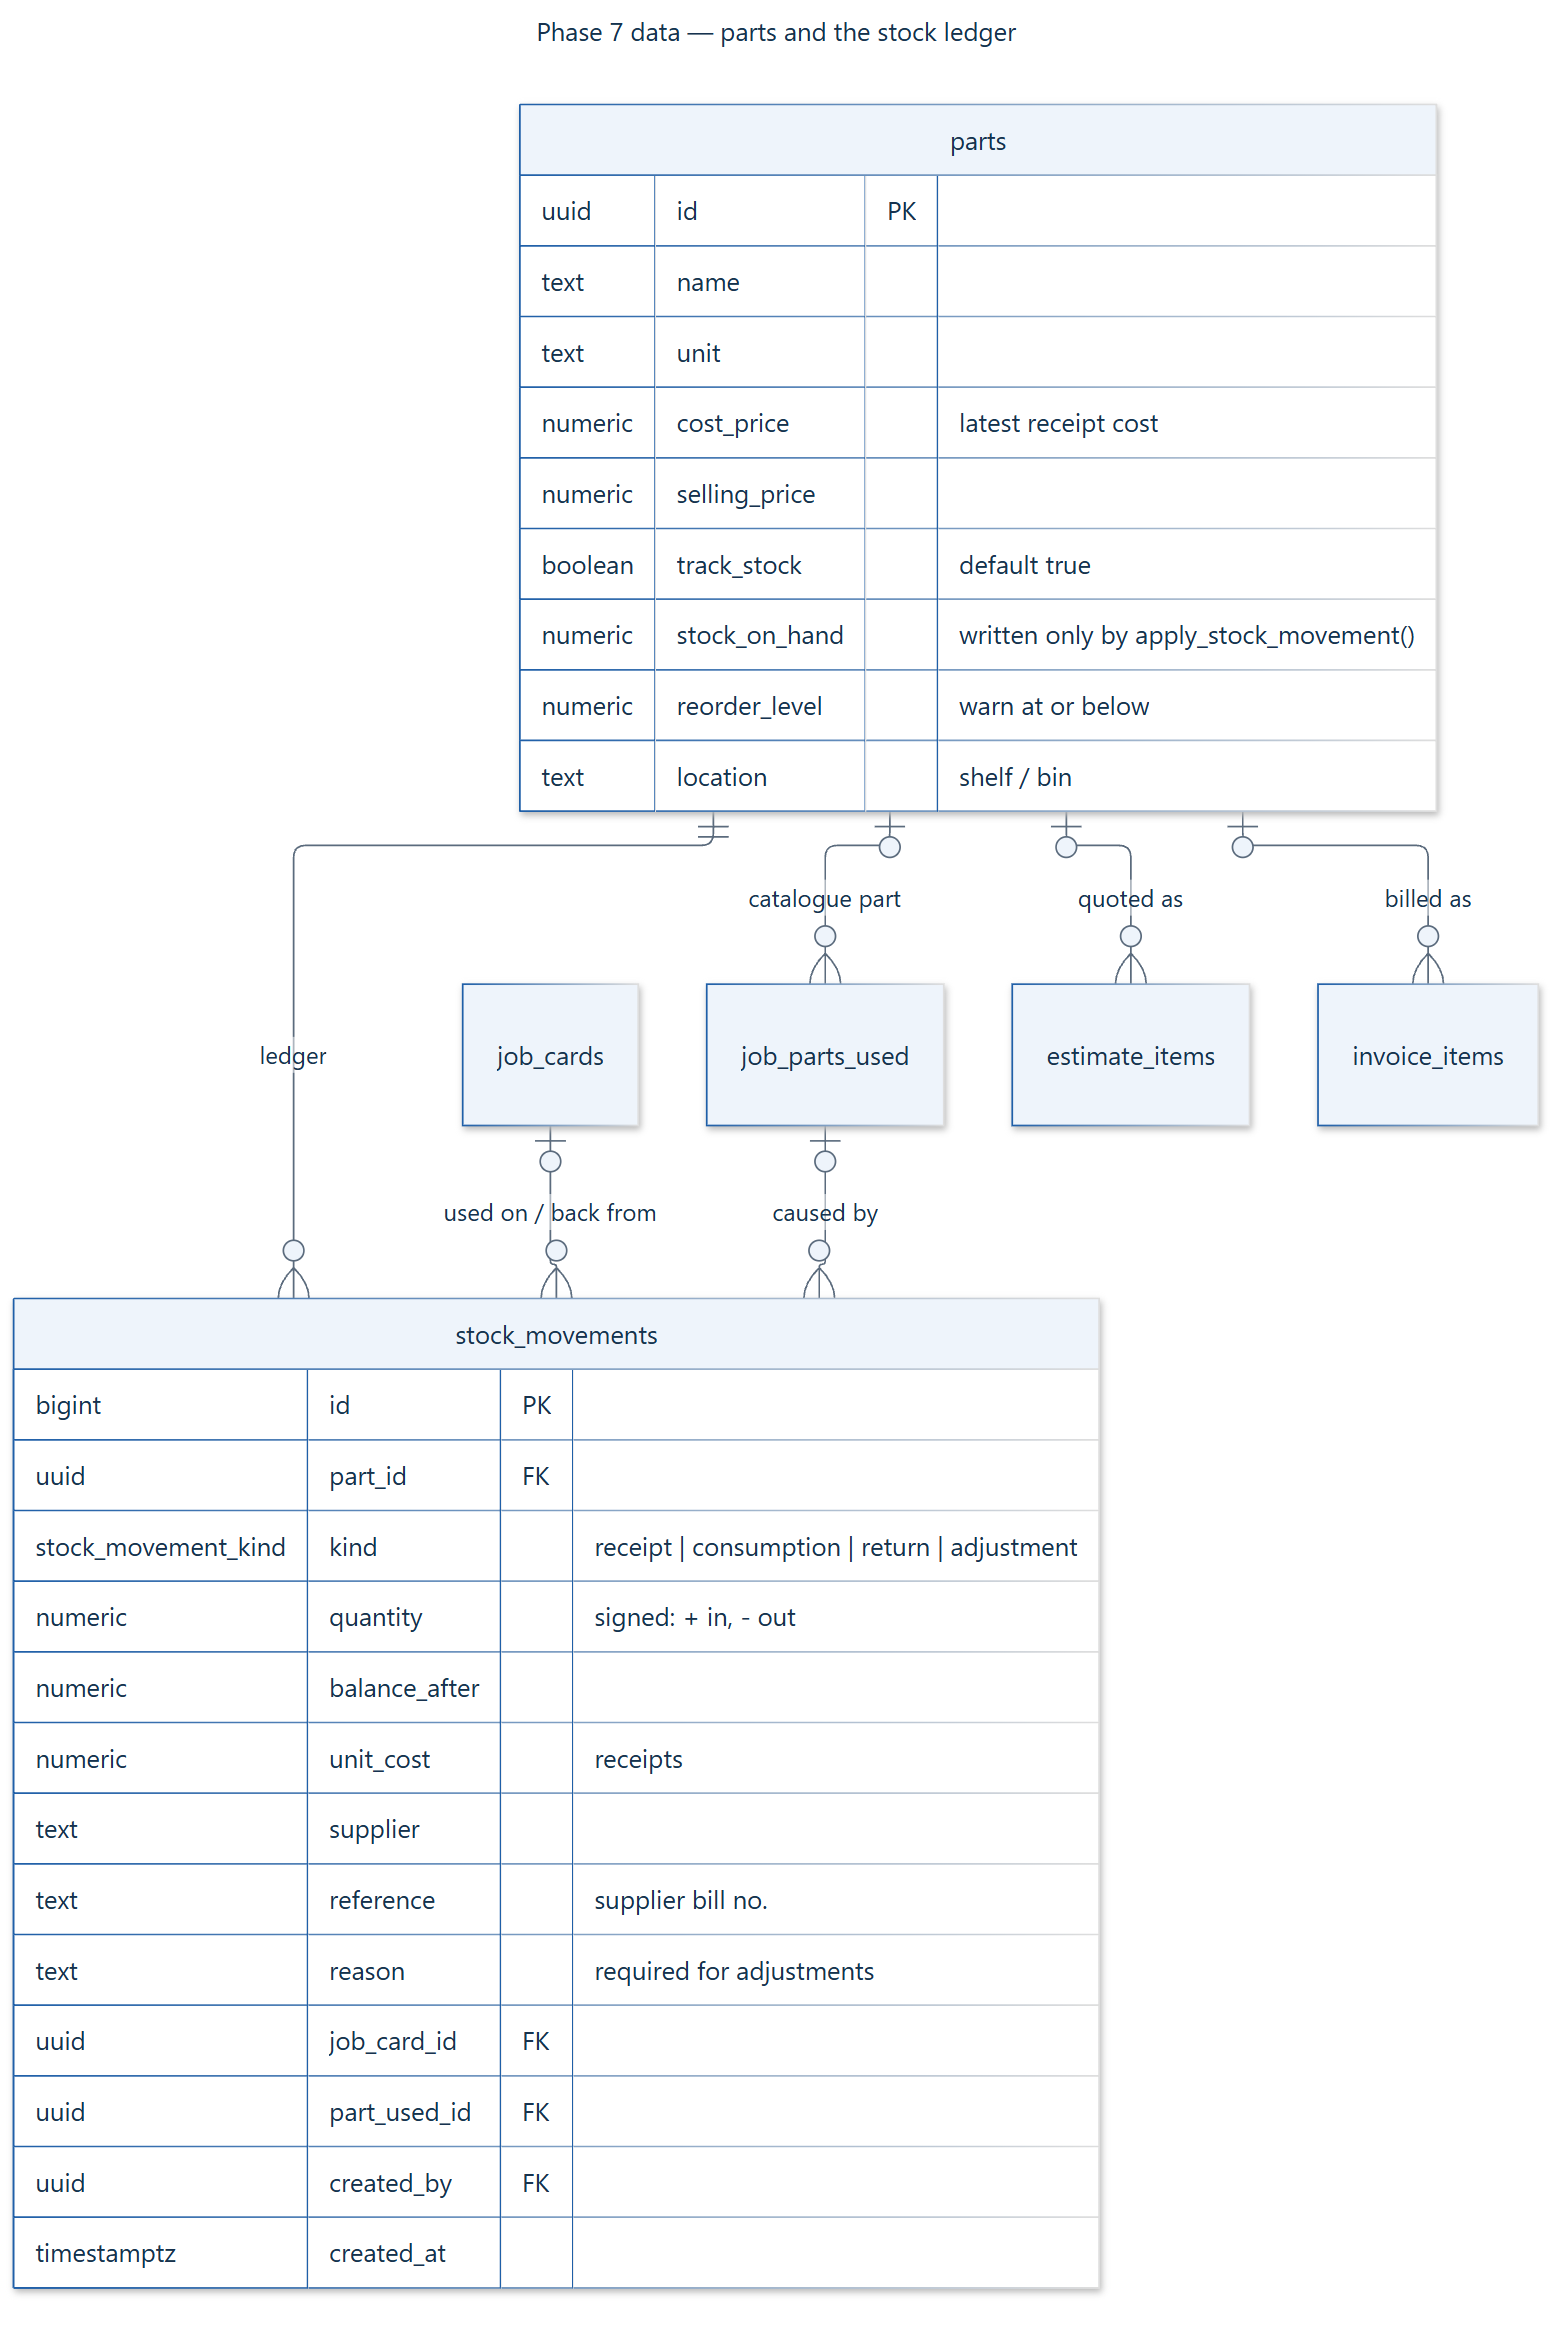 Phase 7 data — parts and the stock ledger
parts
uuid id PK
text name
text unit
numeric cost_price latest receipt cost
numeric selling_price
boolean track_stock default true
numeric stock_on_hand written only by apply_stock_movement()
numeric reorder_level warn at or below
text location shelf / bin
catalogue part quoted as billed as
ledger job_cards job_parts_used estimate_items invoice_items
used on / back from caused by
stock_movements
bigint id PK
uuid part_id FK
stock_movement_kind kind receipt | consumption | return | adjustment
numeric quantity signed: + in, - out
numeric balance_after
numeric unit_cost receipts
text supplier
text reference supplier bill no.
text reason required for adjustments
uuid job_card_id FK
uuid part_used_id FK
uuid created_by FK
timestamptz created_at